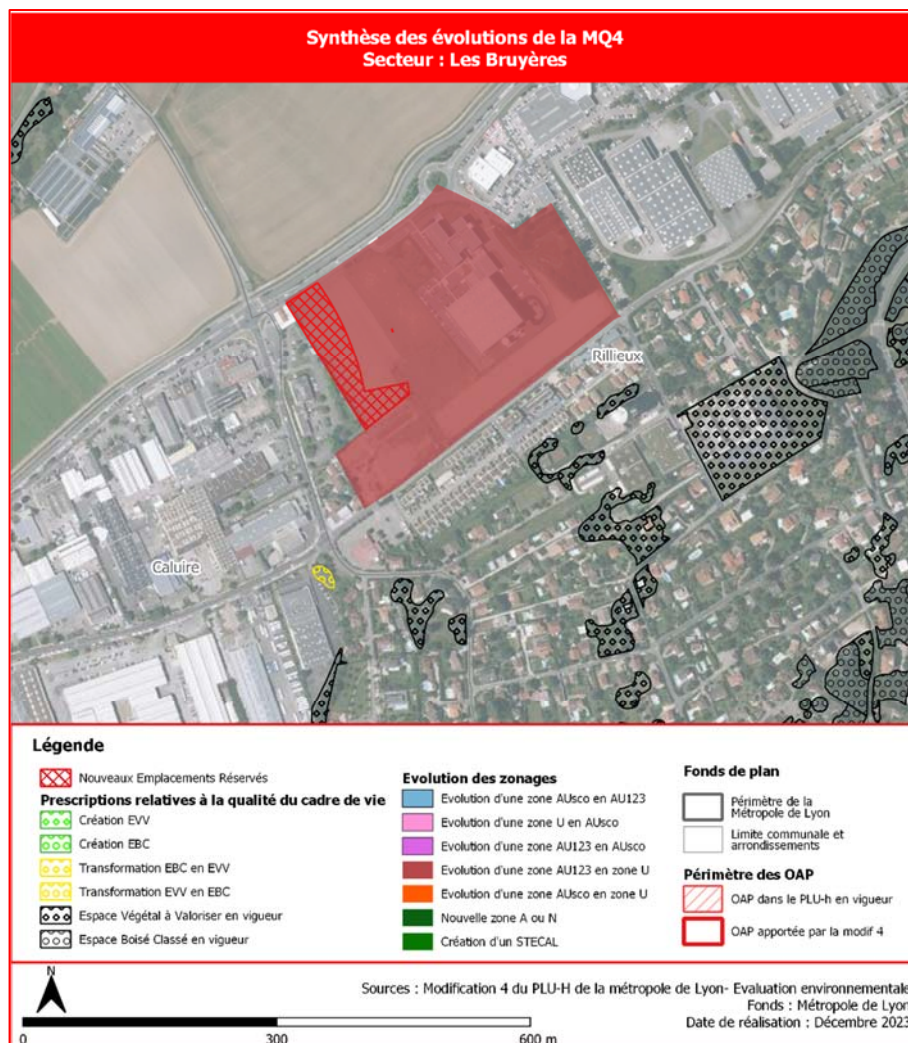 Synthèse des évolutions de la MQ4
Secteur : Les Bruyères
Rillieux
Caluire
Légende
Nouveaux Emplacements Réservés
Prescriptions relatives à la qualité du cadre de vie
Création EVV
Création EBC
Transformation EBC en EVV
Transformation EVV en EBC
Espace Végétal à Valoriser en vigueur
Espace Boisé Classé en vigueur
Evolution des zonages
Evolution d'une zone AUsco en AU123
Evolution d'une zone U en AUsco
Evolution d'une zone AU123 en AUsco
Evolution d'une zone AU123 en zone U
Evolution d'une zone AUsco en zone U
Nouvelle zone A ou N
Création d'un STECAL
Fonds de plan
Périmètre de la
Métropole de Lyon
Limite communale et
arrondissements
Périmètre des OAP
OAP dans le PLU-h en vigueur
OAP apportée par la modif 4
N
0 300 600 m
Sources : Modification 4 du PLU-H de la métropole de Lyon- Evaluation environnementale
Fonds : Métropole de Lyon
Date de réalisation : Décembre 2023